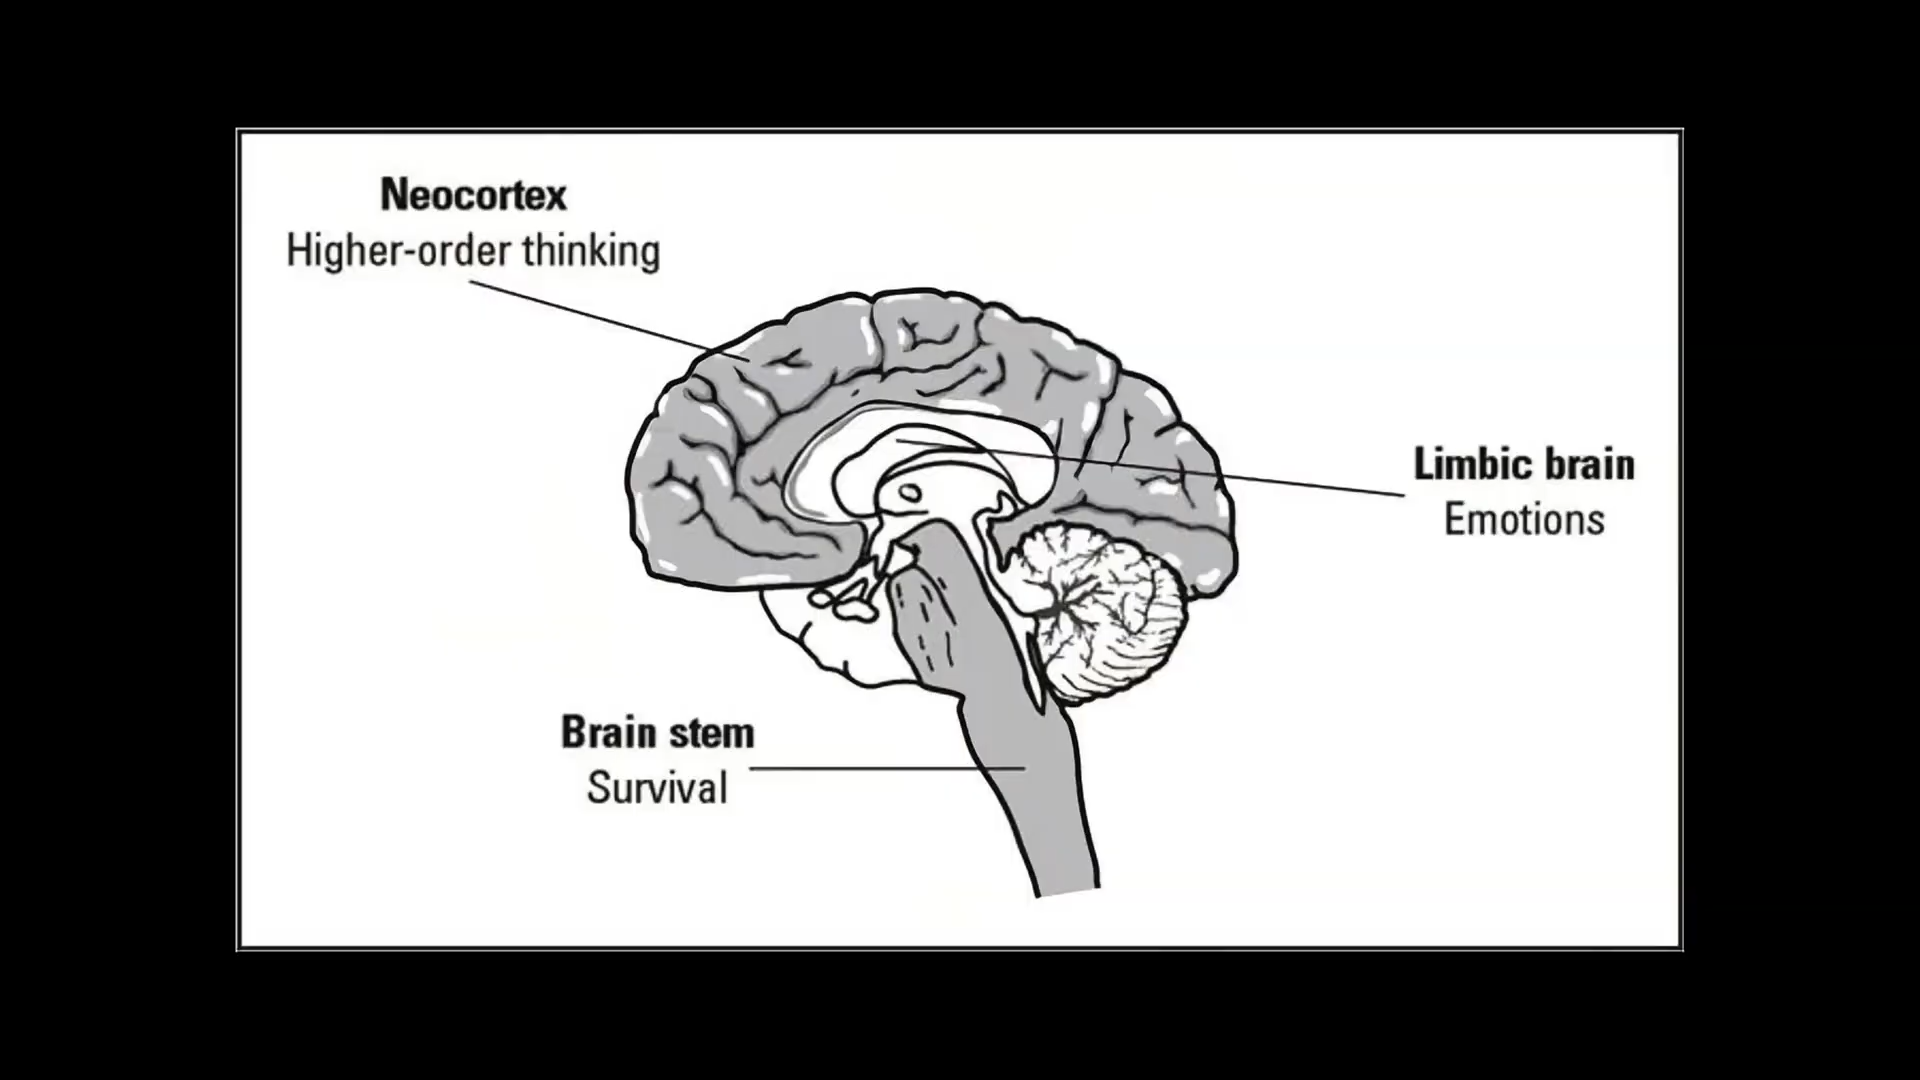 Neocortex
Higher-order thinking
Limbic brain
Emotions
Brain stem
Survival